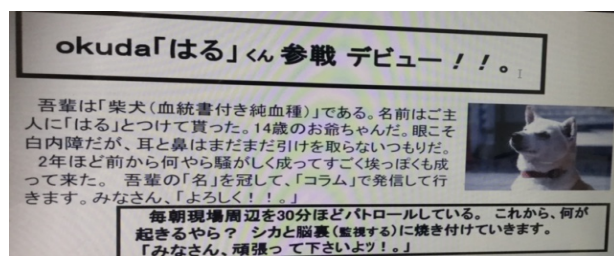 okuda「はる」くん 参戦 デビュー！！。
吾輩は「柴犬（血統書付き純血種）」である。名前はご主
人に「はる」とつけて貰った。14歳のお爺ちゃんだ。眼こそ
白内障だが、耳と鼻はまだまだ引けを取らないつもりだ。
2年ほど前から何やら騒がしく成ってすごく埃っぽくも成
って来た。 吾輩の「名」を冠して、「コラム」で発信して行
きます。みなさん、「よろしく！！。」
毎朝現場周辺を30分ほどパトロールしている。 これから、何が
起きるやら？ シカと脳裏（監視する）に焼き付けていきます。
「みなさん、頑張っ て下さいよッ！。」